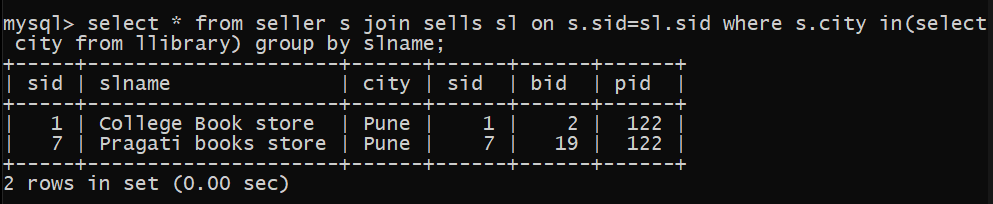 mysql> select * from seller s join sells sl on s.sid=sl.sid where s.city in(select
 city from llibrary) group by slname;
+-----+---------------------+------+------+------+------+
| sid | slname              | city | sid  | bid  | pid  |
+-----+---------------------+------+------+------+------+
|   1 | College Book store  | Pune |    1 |    2 |  122 |
|   7 | Pragati books store | Pune |    7 |   19 |  122 |
+-----+---------------------+------+------+------+------+
2 rows in set (0.00 sec)